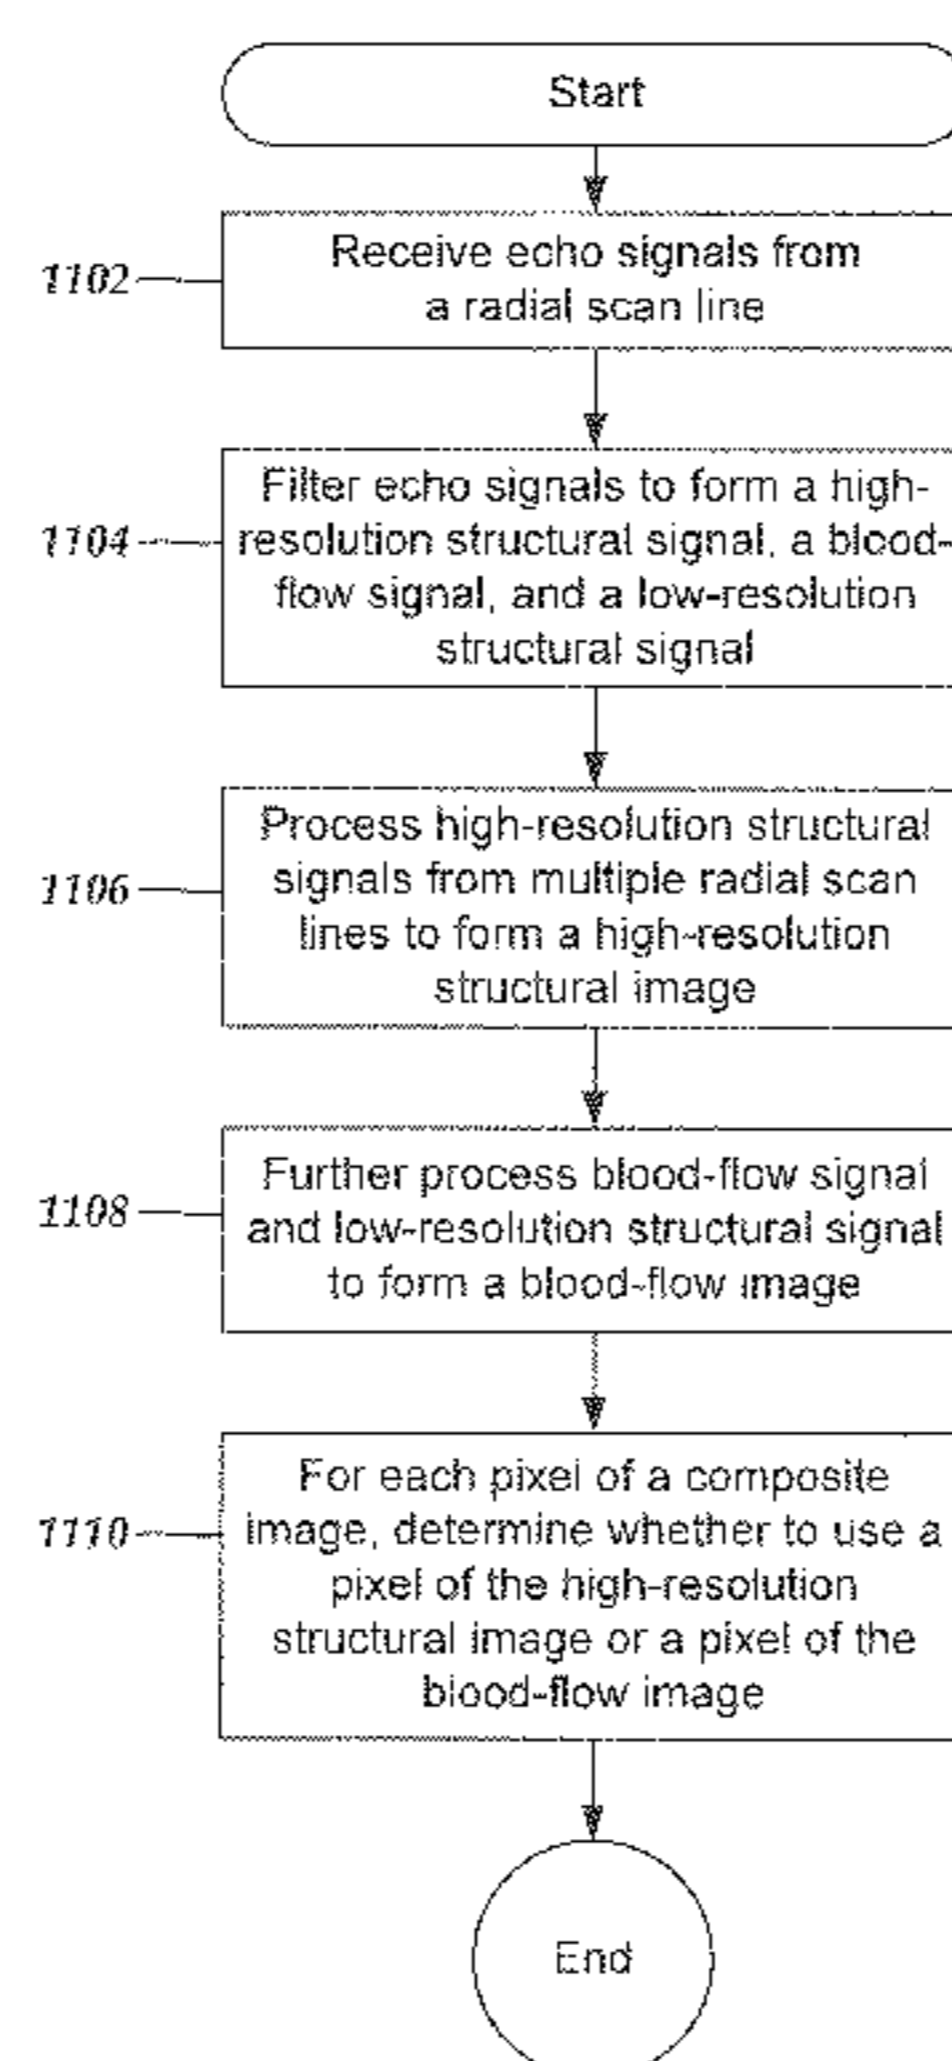 Start
1102
Receive echo signals from
a radial scan line
1104
Filter echo signals to form a high-
resolution structural signal, a blood-
flow signal, and a low-resolution
structural signal
1106
Process high-resolution structural
signals from multiple radial scan
lines to form a high-resolution
structural image
1108
Further process blood-flow signal
and low-resolution structural signal
to form a blood-flow image
1110
For each pixel of a composite
image, determine whether to use a
pixel of the high-resolution
structural image or a pixel of the
blood-flow image
End